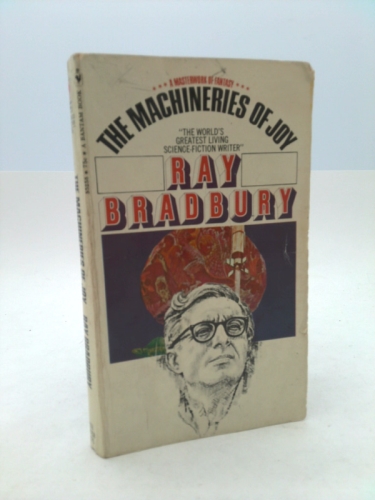 A MASTERWORK OF FANTASY
THE MACHINERIES OF JOY
"THE WORLD'S
GREATEST LIVING
SCIENCE-FICTION WRITER"
RAY
BRADBURY
THE MACHINERIES OF JOY RAY BRADBURY